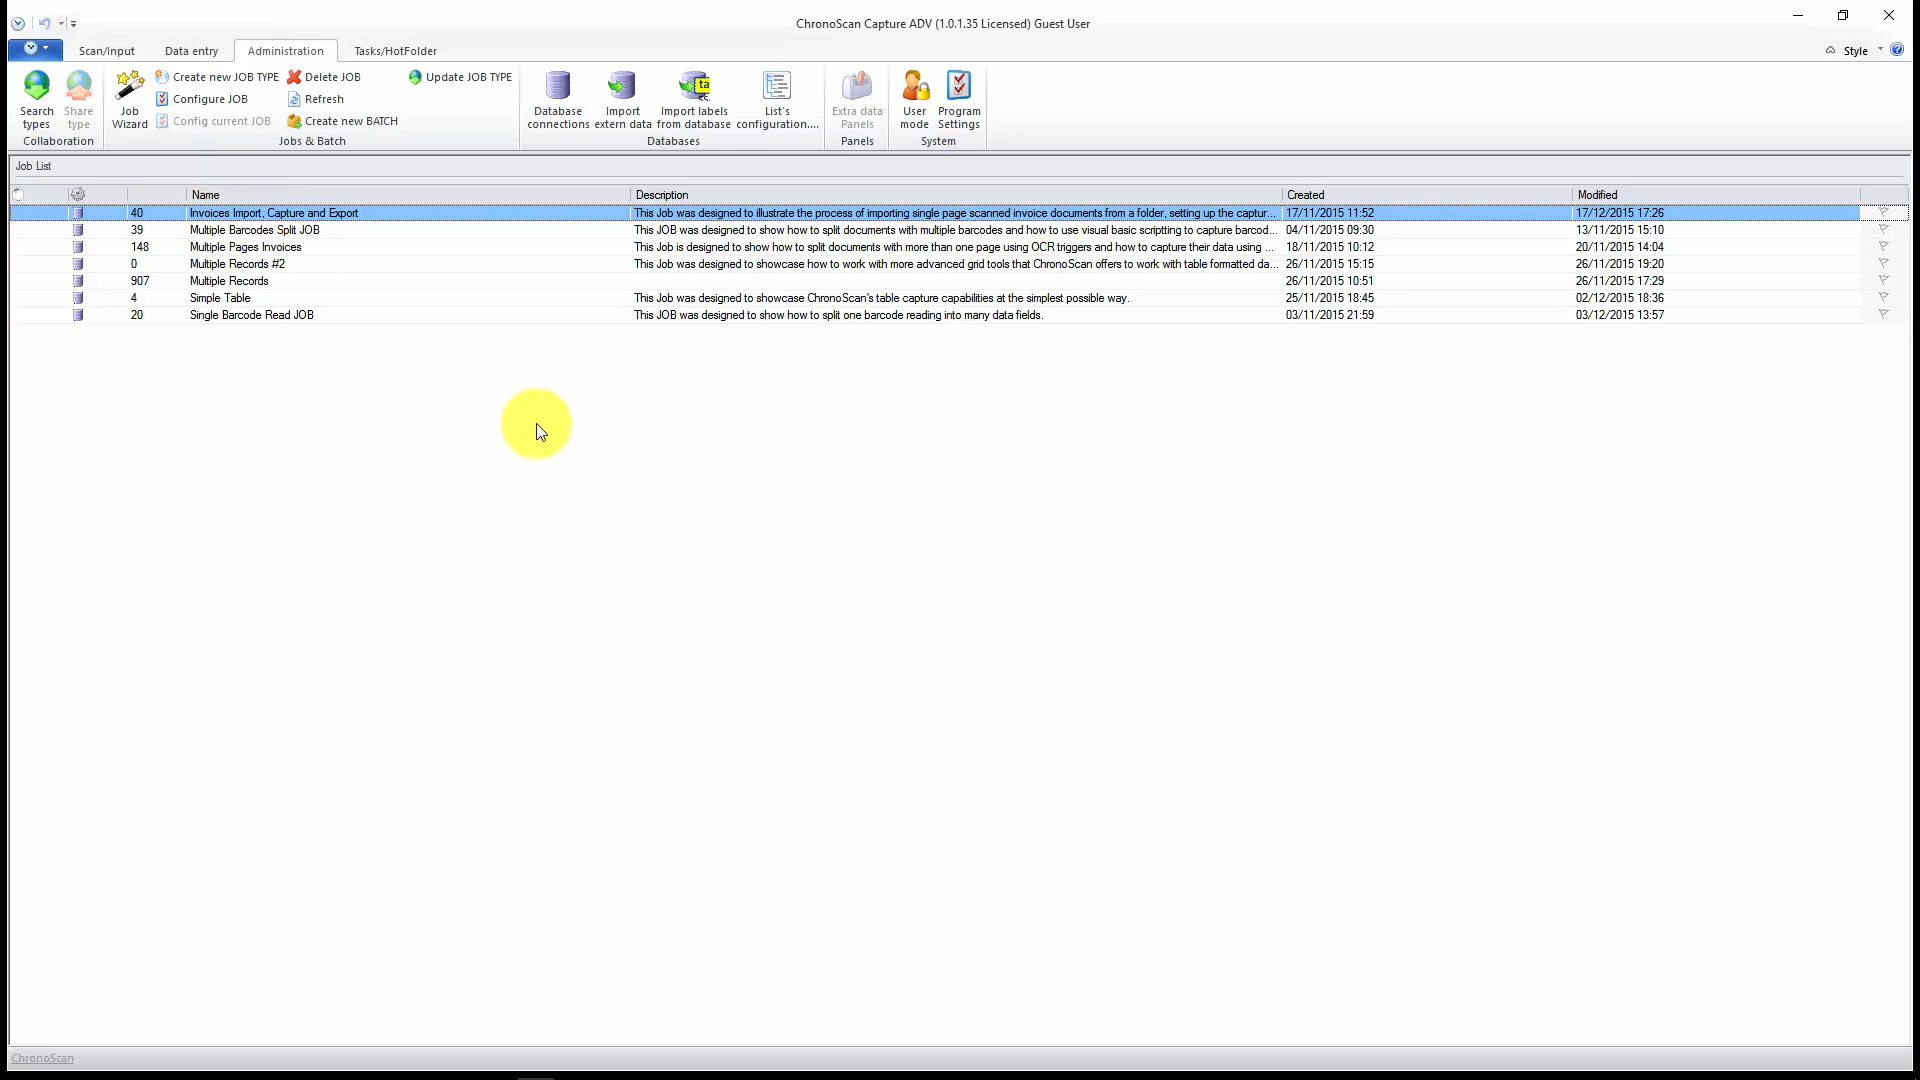 ChronoScan Capture ADV (1.0.1.35 Licensed) Guest User
Scan/Input Data entry Administration Tasks/HotFolder Style
Search types
Share type
Collaboration
Job Wizard
Create new JOB TYPE Delete JOB Update JOB TYPE
Configure JOB Refresh
Config current JOB Create new BATCH
Jobs & Batch
Database connections
Import extern data
Import labels from database
List's configuration....
Databases
Extra data Panels
Panels
User mode
Program Settings
System
Job List
Name Description Created Modified
40 Invoices Import, Capture and Export This Job was designed to illustrate the process of importing single page scanned invoice documents from a folder, setting up the captur... 17/11/2015 11:52 17/12/2015 17:26
39 Multiple Barcodes Split JOB This JOB was designed to show how to split documents with multiple barcodes and how to use visual basic scriptting to capture barcod... 04/11/2015 09:30 13/11/2015 15:10
148 Multiple Pages Invoices This Job is designed to show how to split documents with more than one page using OCR triggers and how to capture their data using ... 18/11/2015 10:12 20/11/2015 14:04
0 Multiple Records #2 This Job was designed to showcase how to work with more advanced grid tools that ChronoScan offers to work with table formatted da... 26/11/2015 15:15 26/11/2015 19:20
907 Multiple Records 26/11/2015 10:51 26/11/2015 17:29
4 Simple Table This Job was designed to showcase ChronoScan's table capture capabilities at the simplest possible way. 25/11/2015 18:45 02/12/2015 18:36
20 Single Barcode Read JOB This JOB was designed to show how to split one barcode reading into many data fields. 03/11/2015 21:59 03/12/2015 13:57
ChronoScan